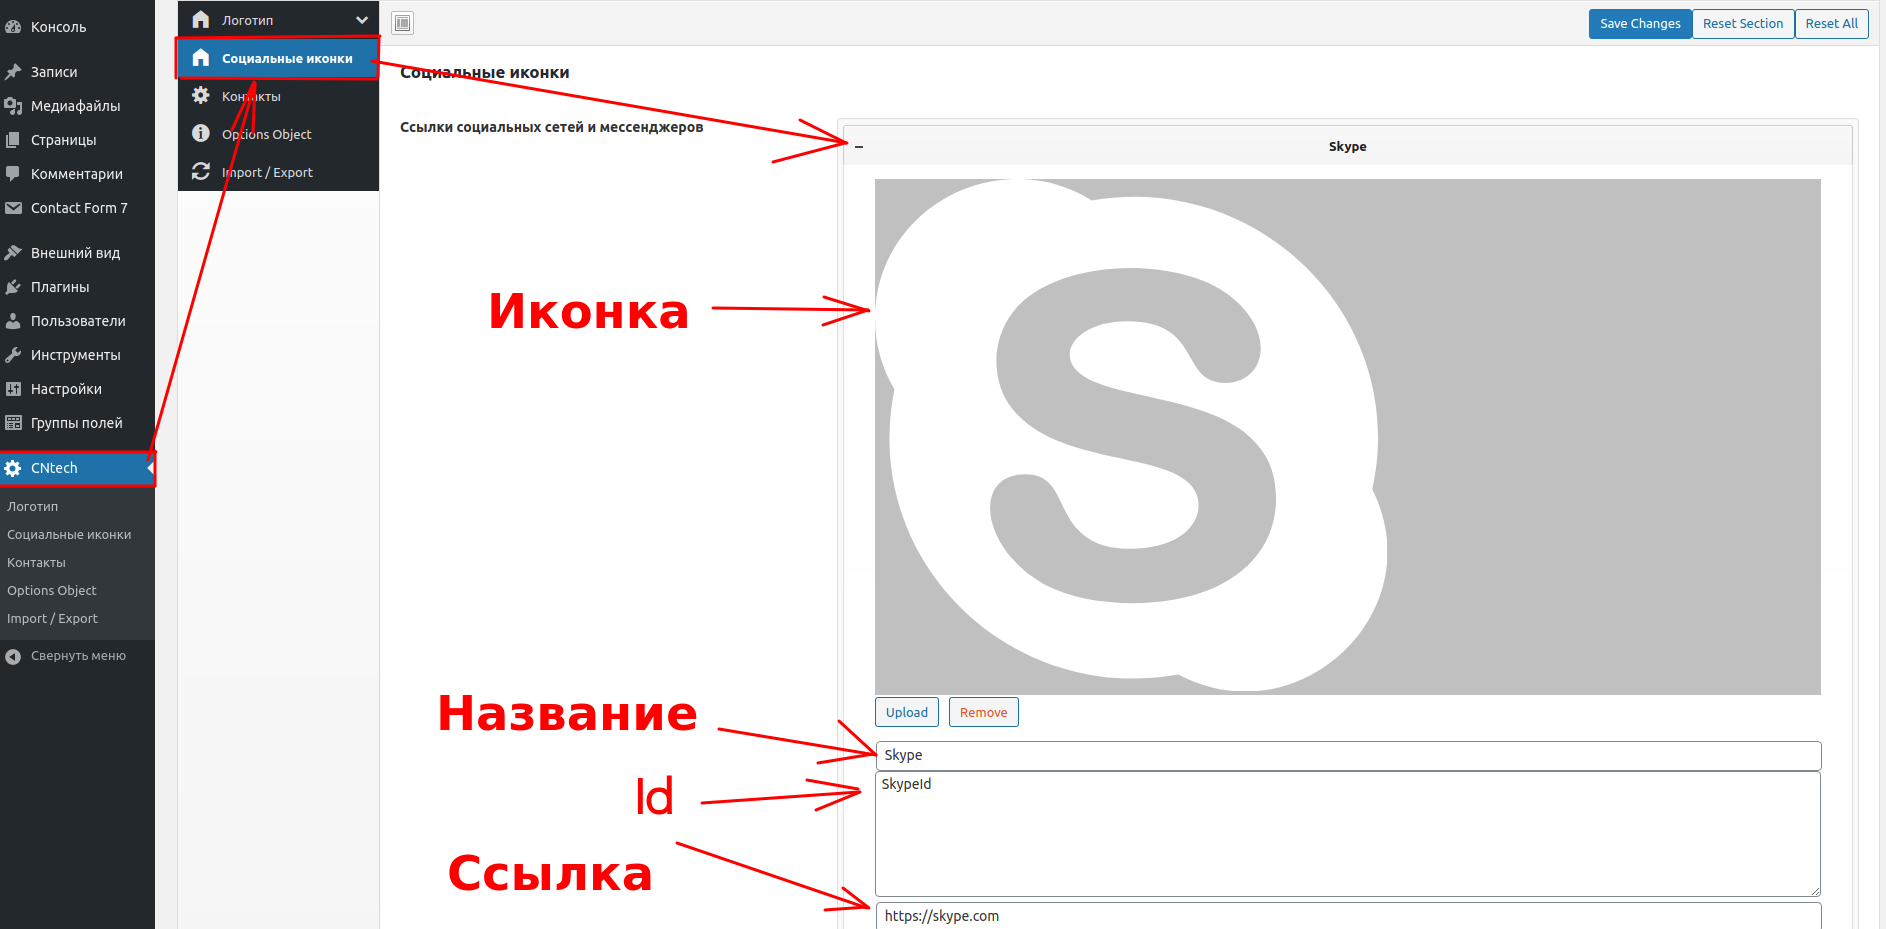 Консоль
Записи
Медиафайлы
Страницы
Комментарии
Contact Form 7
Внешний вид
Плагины
Пользователи
Инструменты
Настройки
Группы полей
CNtech
Логотип
Социальные иконки
Контакты
Options Object
Import / Export
Свернуть меню
Логотип
Социальные иконки
Контакты
Options Object
Import / Export
Save Changes
Reset Section
Reset All
Социальные иконки
Ссылки социальных сетей и мессенджеров
Skype
Иконка
Upload
Remove
Название
Skype
Id
SkypeId
Ссылка
https://skype.com